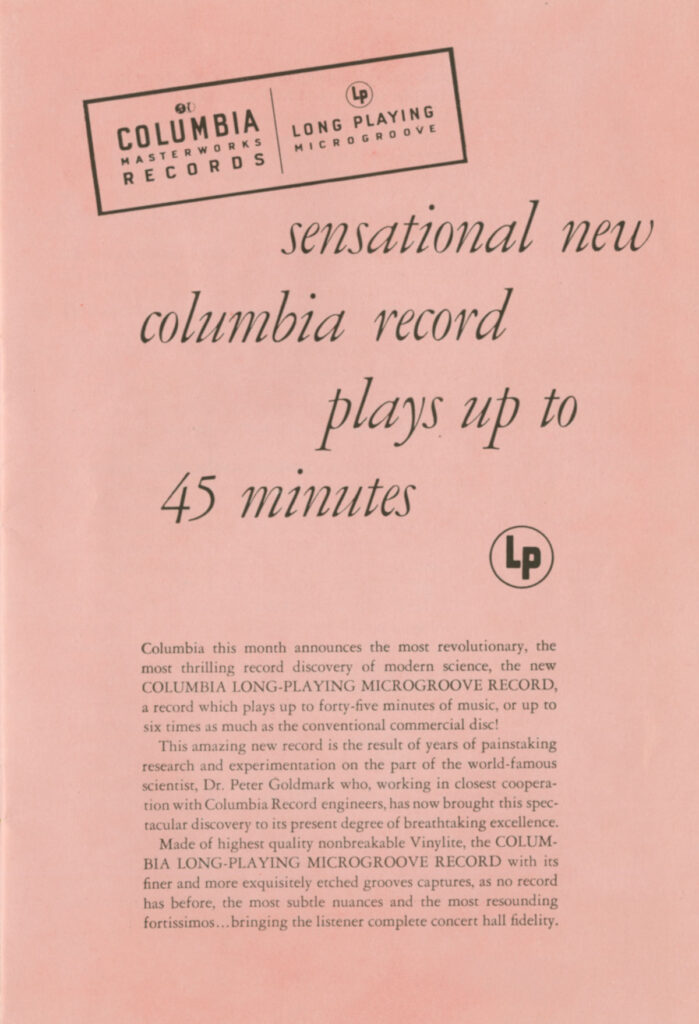 COLUMBIA
MASTERWORKS
RECORDS
Lp
LONG PLAYING
MICROGROOVE
sensational new
columbia record
plays up to
45 minutes
Lp
Columbia this month announces the most revolutionary, the
most thrilling record discovery of modern science, the new
COLUMBIA LONG-PLAYING MICROGROOVE RECORD,
a record which plays up to forty-five minutes of music, or up to
six times as much as the conventional commercial disc!
This amazing new record is the result of years of painstaking
research and experimentation on the part of the world-famous
scientist, Dr. Peter Goldmark who, working in closest coopera-
tion with Columbia Record engineers, has now brought this spec-
tacular discovery to its present degree of breathtaking excellence.
Made of highest quality nonbreakable Vinylite, the COLUM-
BIA LONG-PLAYING MICROGROOVE RECORD with its
finer and more exquisitely etched grooves captures, as no record
has before, the most subtle nuances and the most resounding
fortissimos...bringing the listener complete concert hall fidelity.